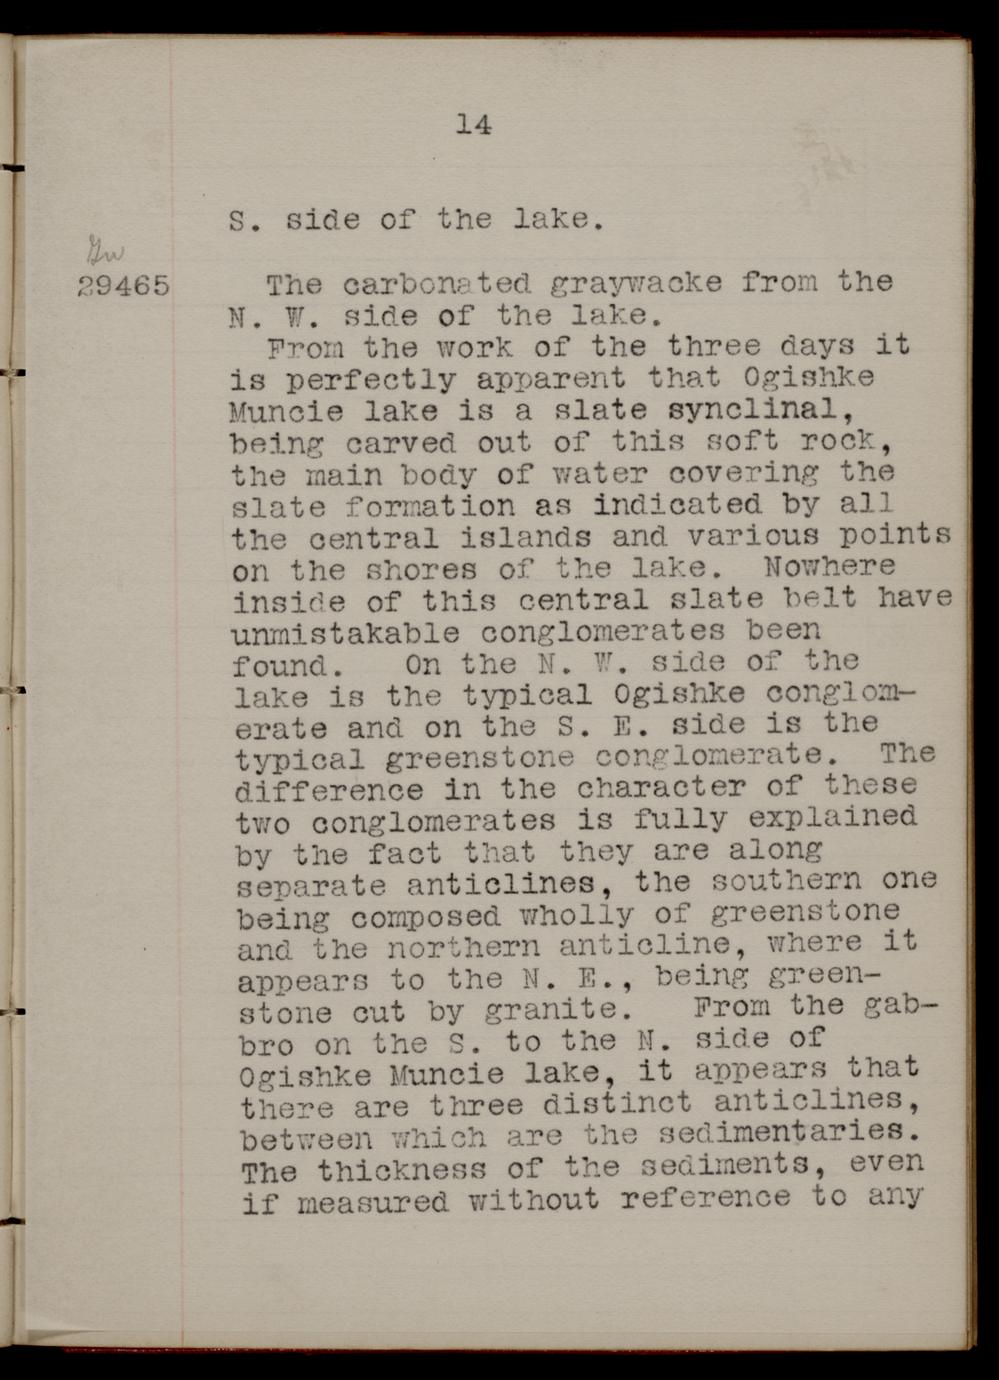 14
S. side of the lake.
Gw
29465 The carbonated graywacke from the
N. W. side of the lake.
From the work of the three days it
is perfectly apparent that Ogishke
Muncie lake is a slate synclinal,
being carved out of this soft rock,
the main body of water covering the
slate formation as indicated by all
the central islands and various points
on the shores of the lake. Nowhere
inside of this central slate belt have
unmistakable conglomerates been
found. On the N. W. side of the
lake is the typical Ogishke conglom-
erate and on the S. E. side is the
typical greenstone conglomerate. The
difference in the character of these
two conglomerates is fully explained
by the fact that they are along
separate anticlines, the southern one
being composed wholly of greenstone
and the northern anticline, where it
appears to the N. E., being green-
stone cut by granite. From the gab-
bro on the S. to the N. side of
Ogishke Muncie lake, it appears that
there are three distinct anticlines,
between which are the sedimentaries.
The thickness of the sediments, even
if measured without reference to any